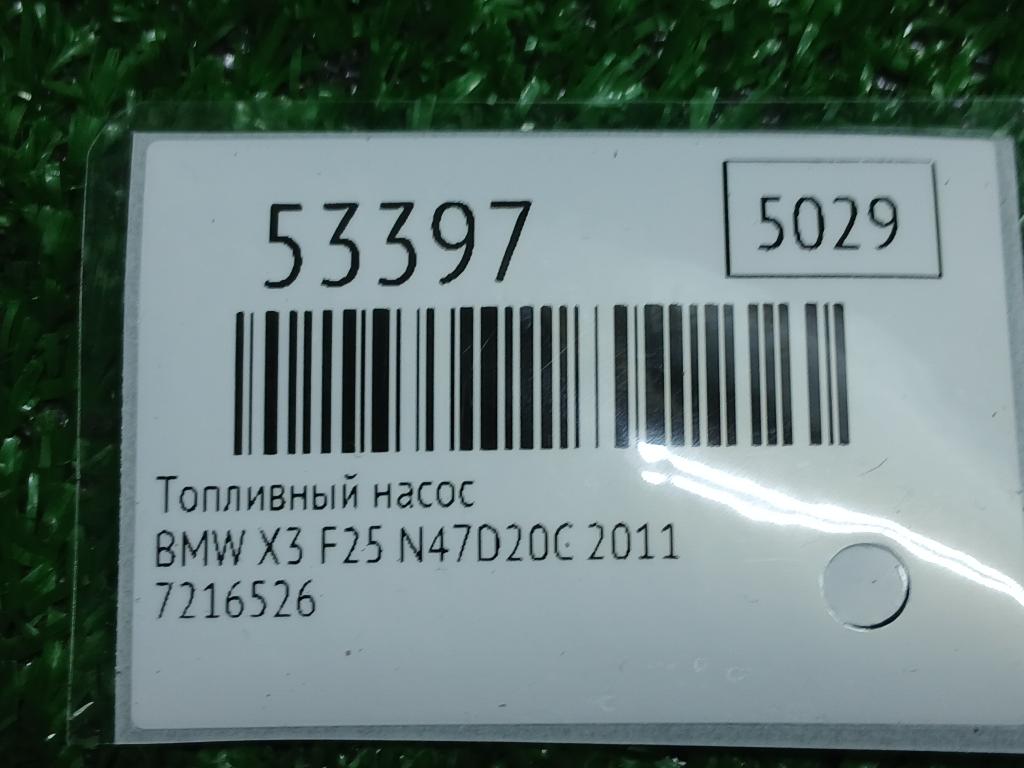 53397
5029
Топливный насос
BMW X3 F25 N47D20C 2011
7216526